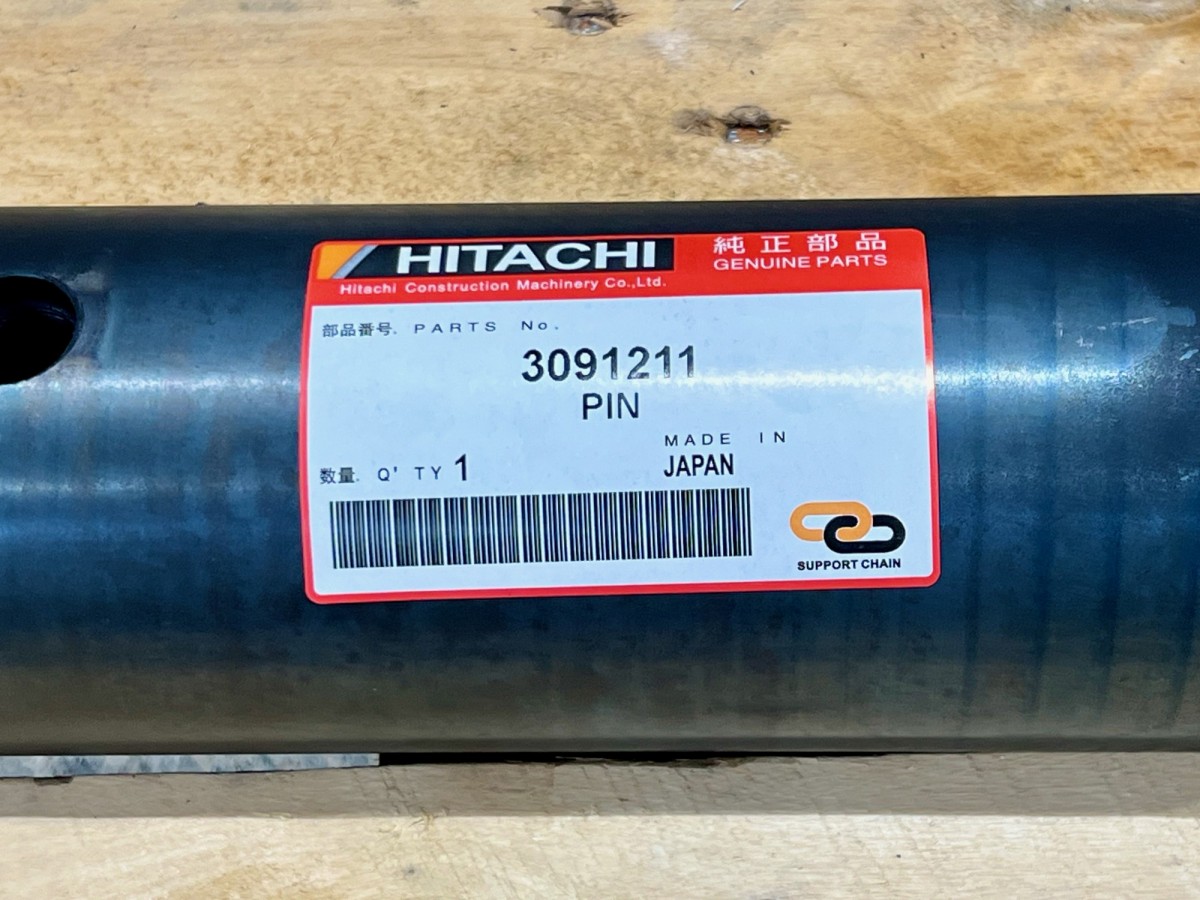 HITACHI
純正部品
GENUINE PARTS
Hitachi Construction Machinery Co.,Ltd.
部品番号. PARTS No.
3091211
PIN
MADE IN
JAPAN
数量. Q'TY 1
SUPPORT CHAIN